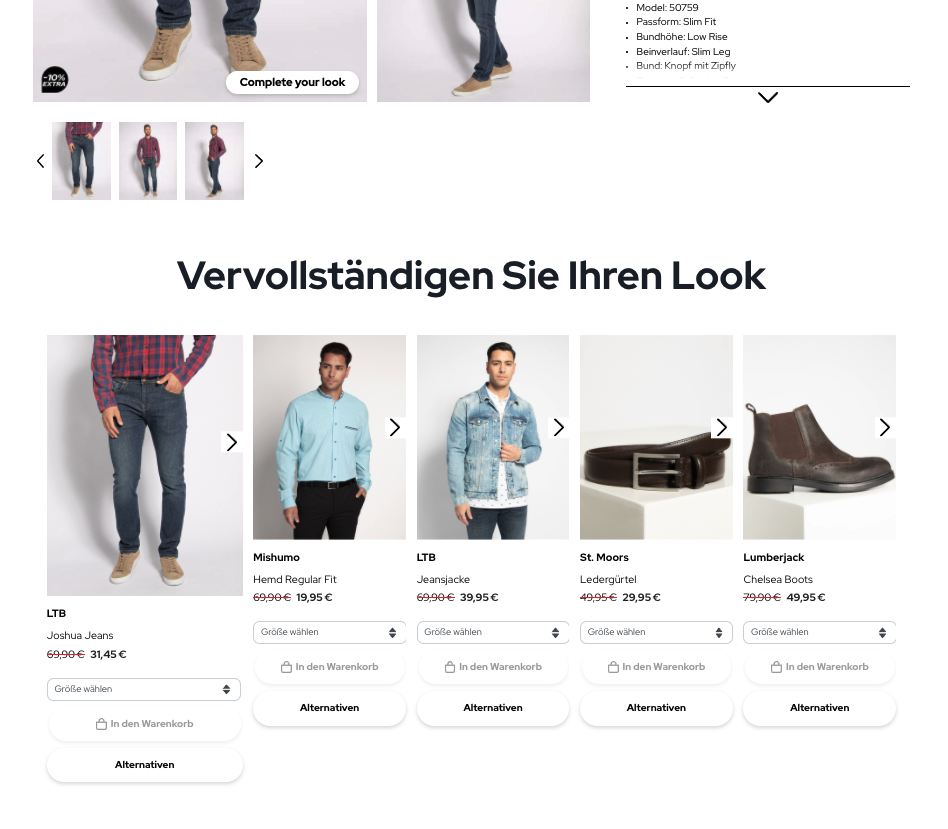 -10%
EXTRA
Complete your look
Model: 50759
Passform: Slim Fit
Bundhöhe: Low Rise
Beinverlauf: Slim Leg
Bund: Knopf mit Zipfly
Vervollständigen Sie Ihren Look
LTB
Joshua Jeans
69,90 € 31,45 €
Größe wählen
In den Warenkorb
Alternativen
Mishumo
Hemd Regular Fit
69,90 € 19,95 €
Größe wählen
In den Warenkorb
Alternativen
LTB
Jeansjacke
69,90 € 39,95 €
Größe wählen
In den Warenkorb
Alternativen
St. Moors
Ledergürtel
49,95 € 29,95 €
Größe wählen
In den Warenkorb
Alternativen
Lumberjack
Chelsea Boots
79,90 € 49,95 €
Größe wählen
In den Warenkorb
Alternativen